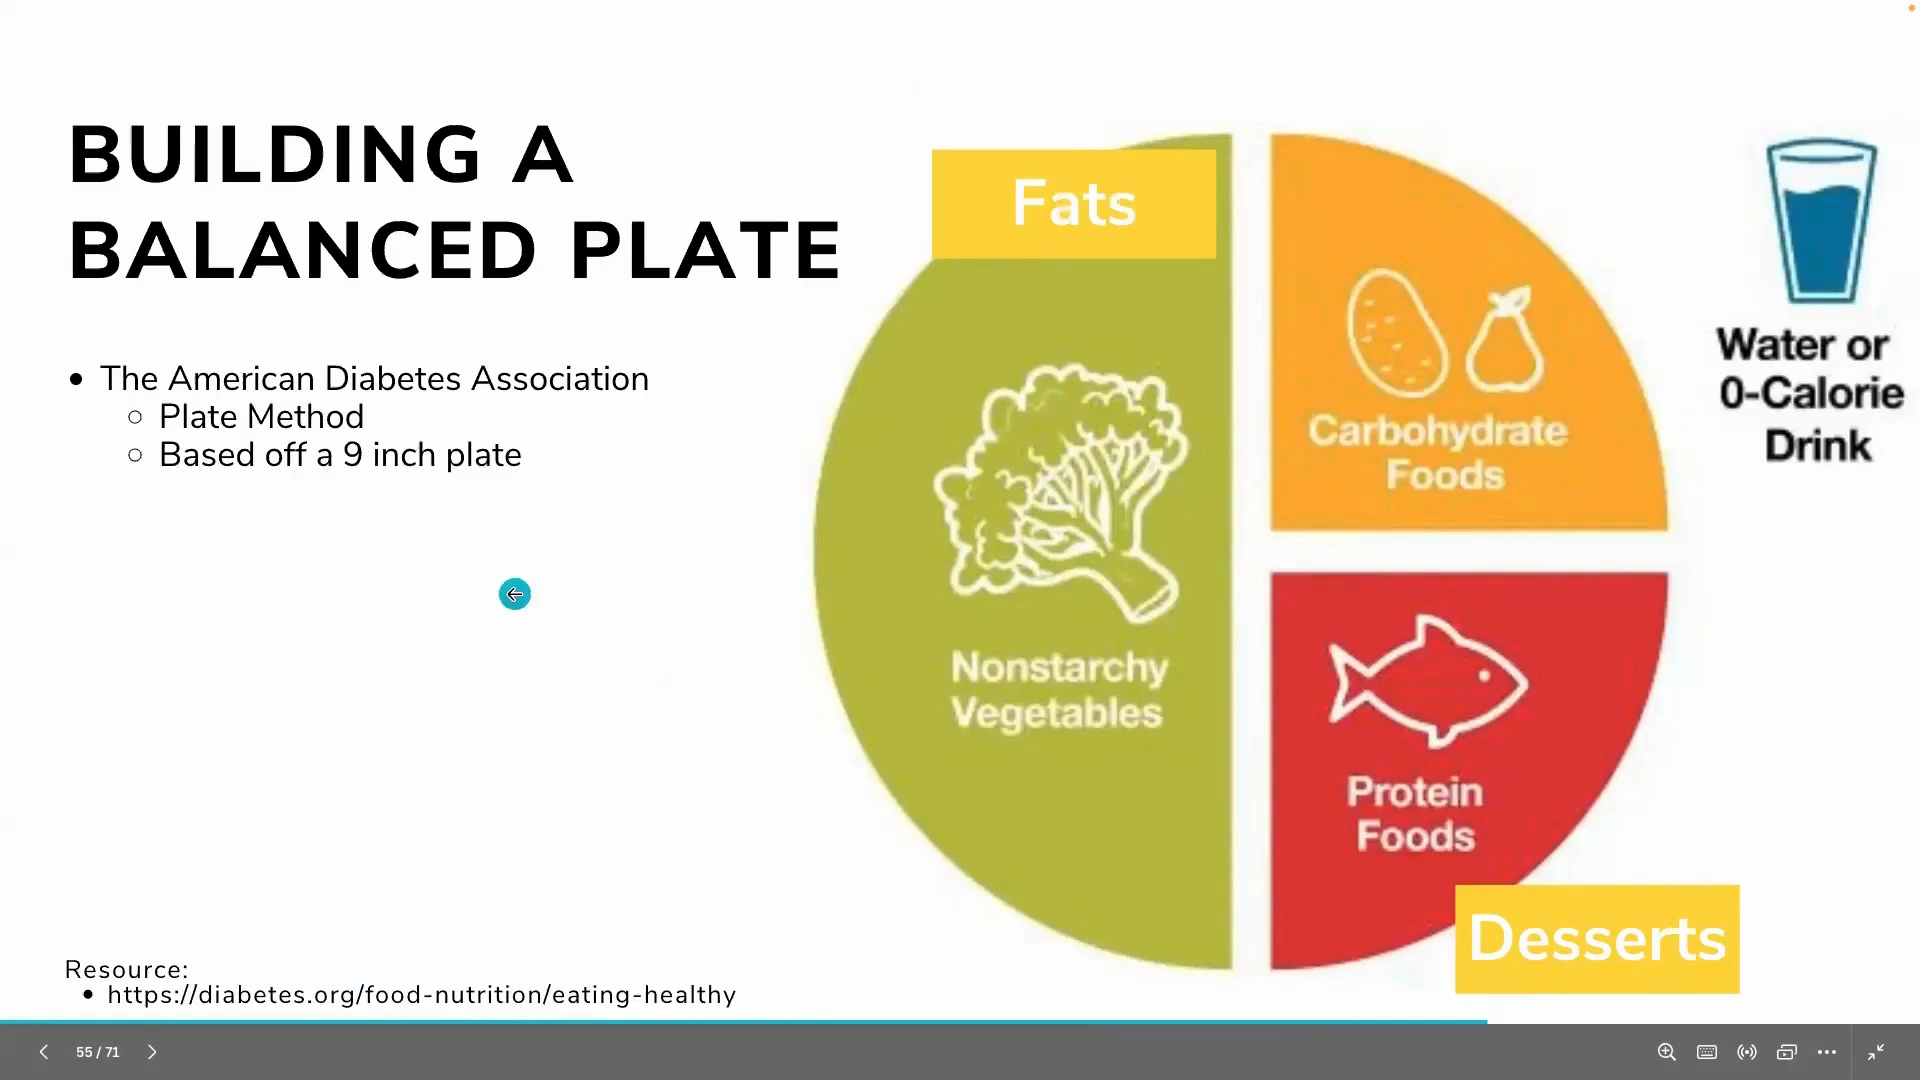 BUILDING A
BALANCED PLATE
• The American Diabetes Association
○ Plate Method
○ Based off a 9 inch plate
Resource:
• https://diabetes.org/food-nutrition/eating-healthy
Fats
Nonstarchy
Vegetables
Carbohydrate
Foods
Protein
Foods
Desserts
Water or
0-Calorie
Drink
55 / 71